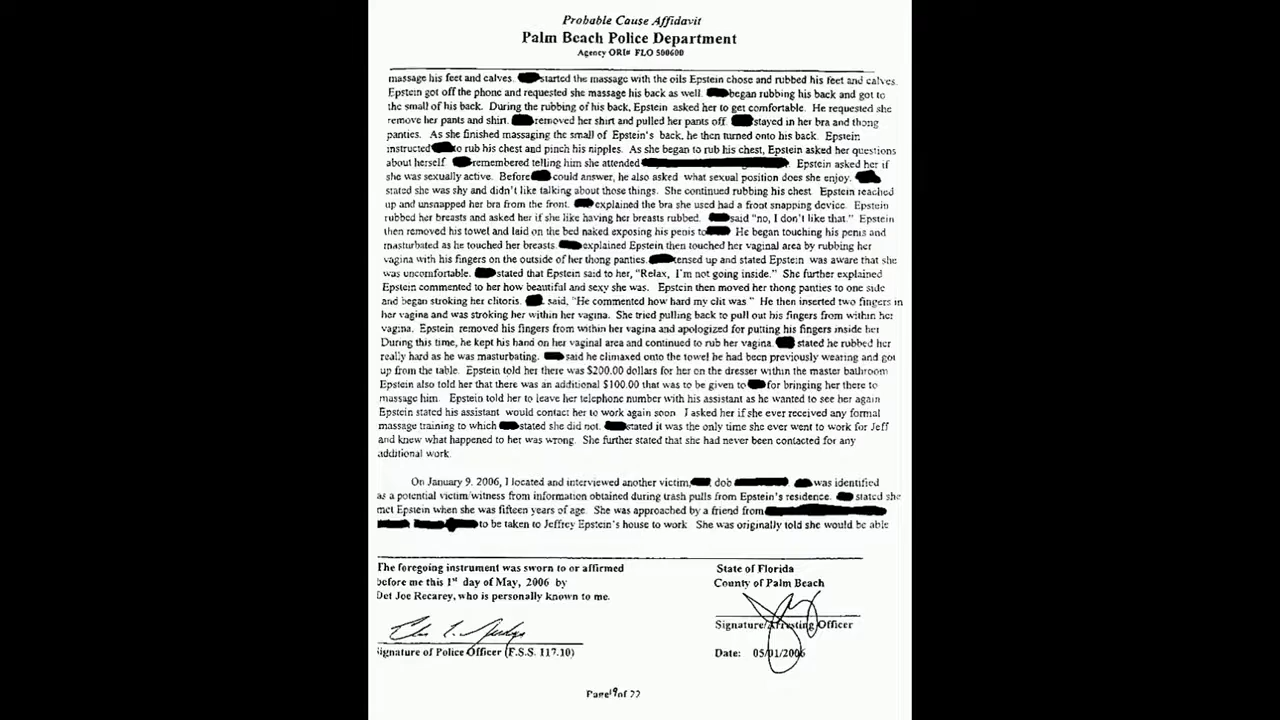 Probable Cause Affidavit
Palm Beach Police Department
Agency ORI# FLO 500600
massage his feet and calves. started the massage with the oils Epstein chose and rubbed his feet and calves.
Epstein got off the phone and requested she massage his back as well. began rubbing his back and got to
the small of his back. During the rubbing of his back, Epstein asked her to get comfortable. He requested she
remove her pants and shirt. removed her shirt and pulled her pants off. stayed in her bra and thong
panties. As she finished massaging the small of Epstein's back, he then turned onto his back. Epstein
instructed to rub his chest and pinch his nipples. As she began to rub his chest, Epstein asked her questions
about herself. remembered telling him she attended Epstein asked her if
she was sexually active. Before could answer, he also asked what sexual position does she enjoy.
stated she was shy and didn't like talking about those things. She continued rubbing his chest. Epstein reached
up and unsnapped her bra from the front. explained the bra she used had a front snapping device. Epstein
rubbed her breasts and asked her if she like having her breasts rubbed. said "no, I don't like that." Epstein
then removed his towel and laid on the bed naked exposing his penis to He began touching his penis and
masturbated as he touched her breasts. explained Epstein then touched her vaginal area by rubbing her
vagina with his fingers on the outside of her thong panties. tensed up and stated Epstein was aware that she
was uncomfortable. stated that Epstein said to her, "Relax, I'm not going inside." She further explained
Epstein commented to her how beautiful and sexy she was. Epstein then moved her thong panties to one side
and began stroking her clitoris. said, "He commented how hard my clit was." He then inserted two fingers in
her vagina and was stroking her within her vagina. She tried pulling back to pull out his fingers from within her
vagina. Epstein removed his fingers from within her vagina and apologized for putting his fingers inside her
During this time, he kept his hand on her vaginal area and continued to rub her vagina. stated he rubbed her
really hard as he was masturbating. said he climaxed onto the towel he had been previously wearing and got
up from the table. Epstein told her there was $200.00 dollars for her on the dresser within the master bathroom
Epstein also told her that there was an additional $100.00 that was to be given to for bringing her there to
massage him. Epstein told her to leave her telephone number with his assistant as he wanted to see her again
Epstein stated his assistant would contact her to work again soon I asked her if she ever received any formal
massage training to which stated she did not. stated it was the only time she ever went to work for Jeff
and knew what happened to her was wrong. She further stated that she had never been contacted for any
additional work.
On January 9, 2006, I located and interviewed another victim, dob was identified
as a potential victim/witness from information obtained during trash pulls from Epstein's residence. stated she
met Epstein when she was fifteen years of age. She was approached by a friend from
to be taken to Jeffrey Epstein's house to work. She was originally told she would be able
The foregoing instrument was sworn to or affirmed
before me this 1st day of May, 2006 by
Det Joe Recarey, who is personally known to me.
Signature of Police Officer (F.S.S. 117.10)
State of Florida
County of Palm Beach
Signature/Arresting Officer
Date: 05/01/2006
Page 19 of 22